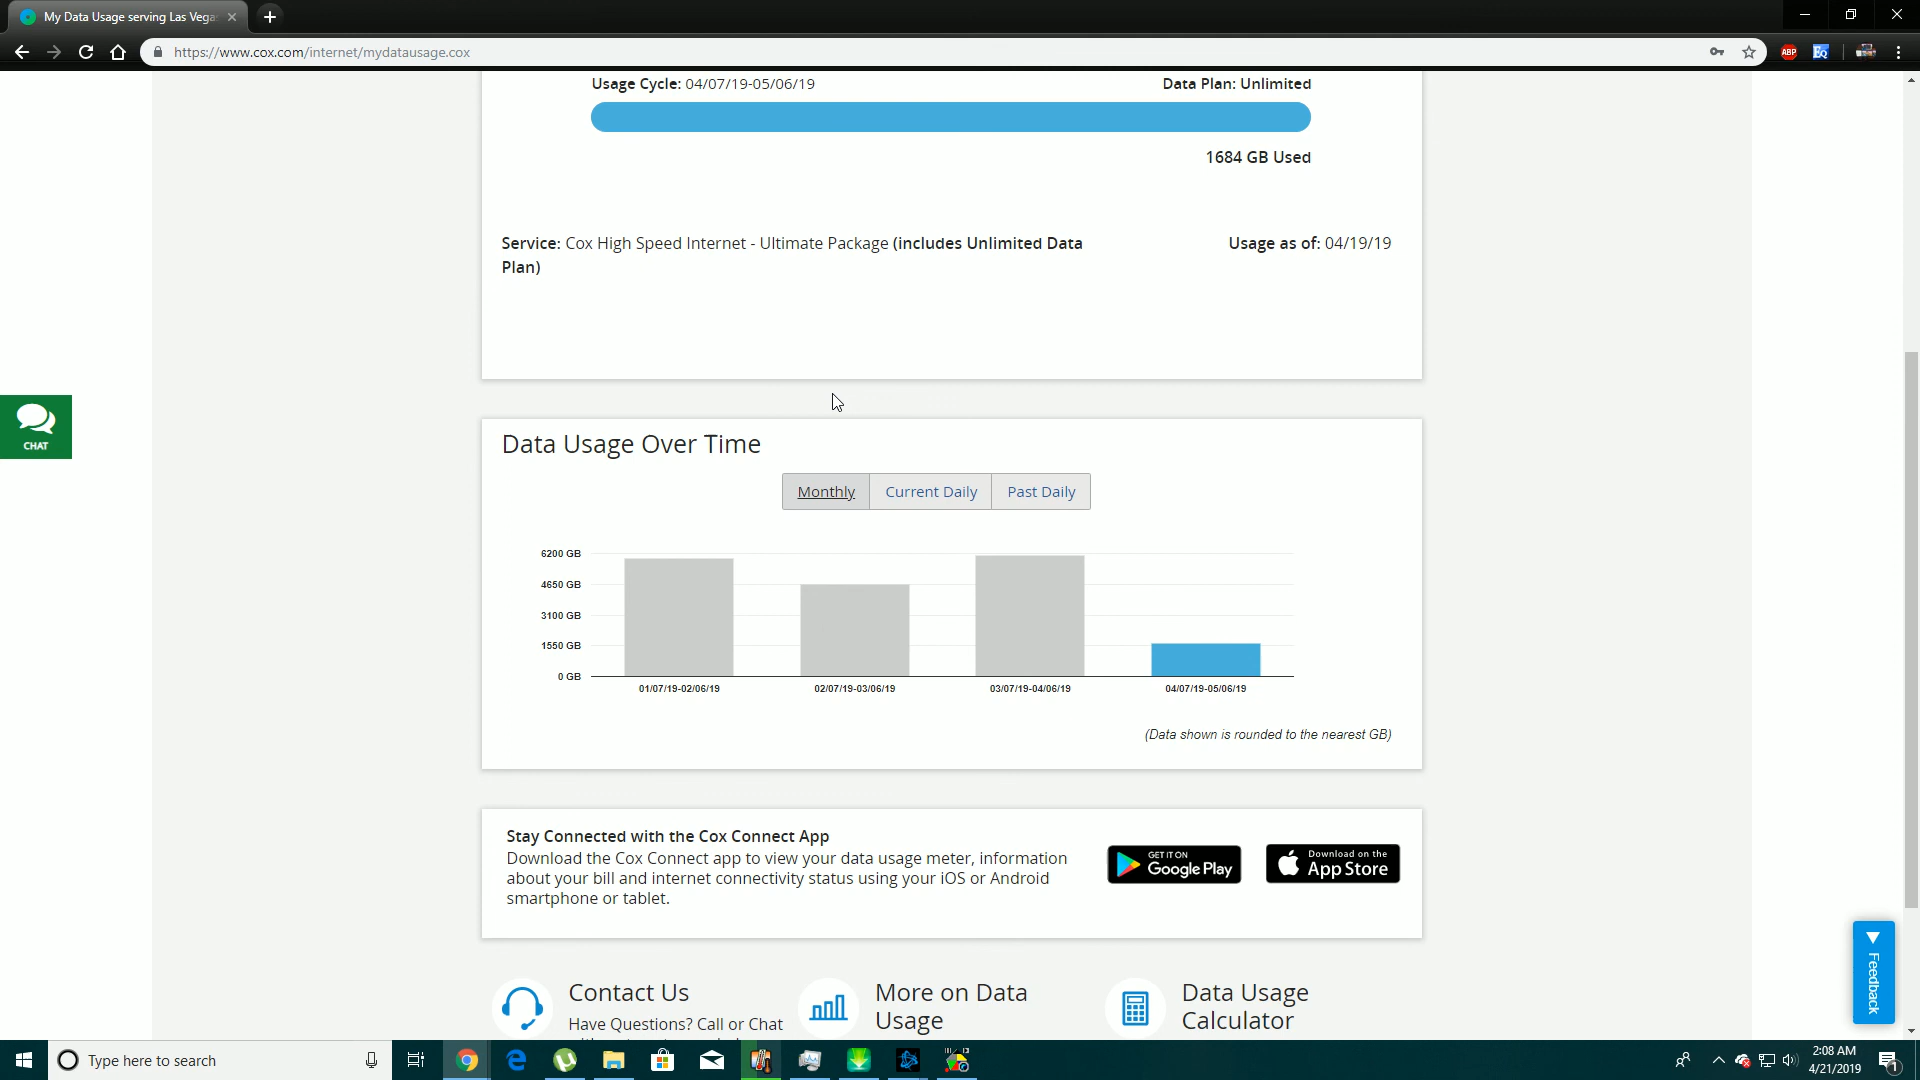 My Data Usage serving Las Vega
https://www.cox.com/internet/mydatausage.cox
ABP
EQ
Usage Cycle: 04/07/19-05/06/19
Data Plan: Unlimited
1684 GB Used
Service: Cox High Speed Internet - Ultimate Package (includes Unlimited Data
Plan)
Usage as of: 04/19/19
CHAT
Data Usage Over Time
Monthly
Current Daily
Past Daily
6200 GB
4650 GB
3100 GB
1550 GB
0 GB
01/07/19-02/06/19
02/07/19-03/06/19
03/07/19-04/06/19
04/07/19-05/06/19
(Data shown is rounded to the nearest GB)
Stay Connected with the Cox Connect App
Download the Cox Connect app to view your data usage meter, information
about your bill and internet connectivity status using your iOS or Android
smartphone or tablet.
GET IT ON
Google Play
Download on the
App Store
Feedback
Contact Us
Have Questions? Call or Chat
More on Data
Usage
Data Usage
Calculator
Type here to search
2:08 AM
4/21/2019
1